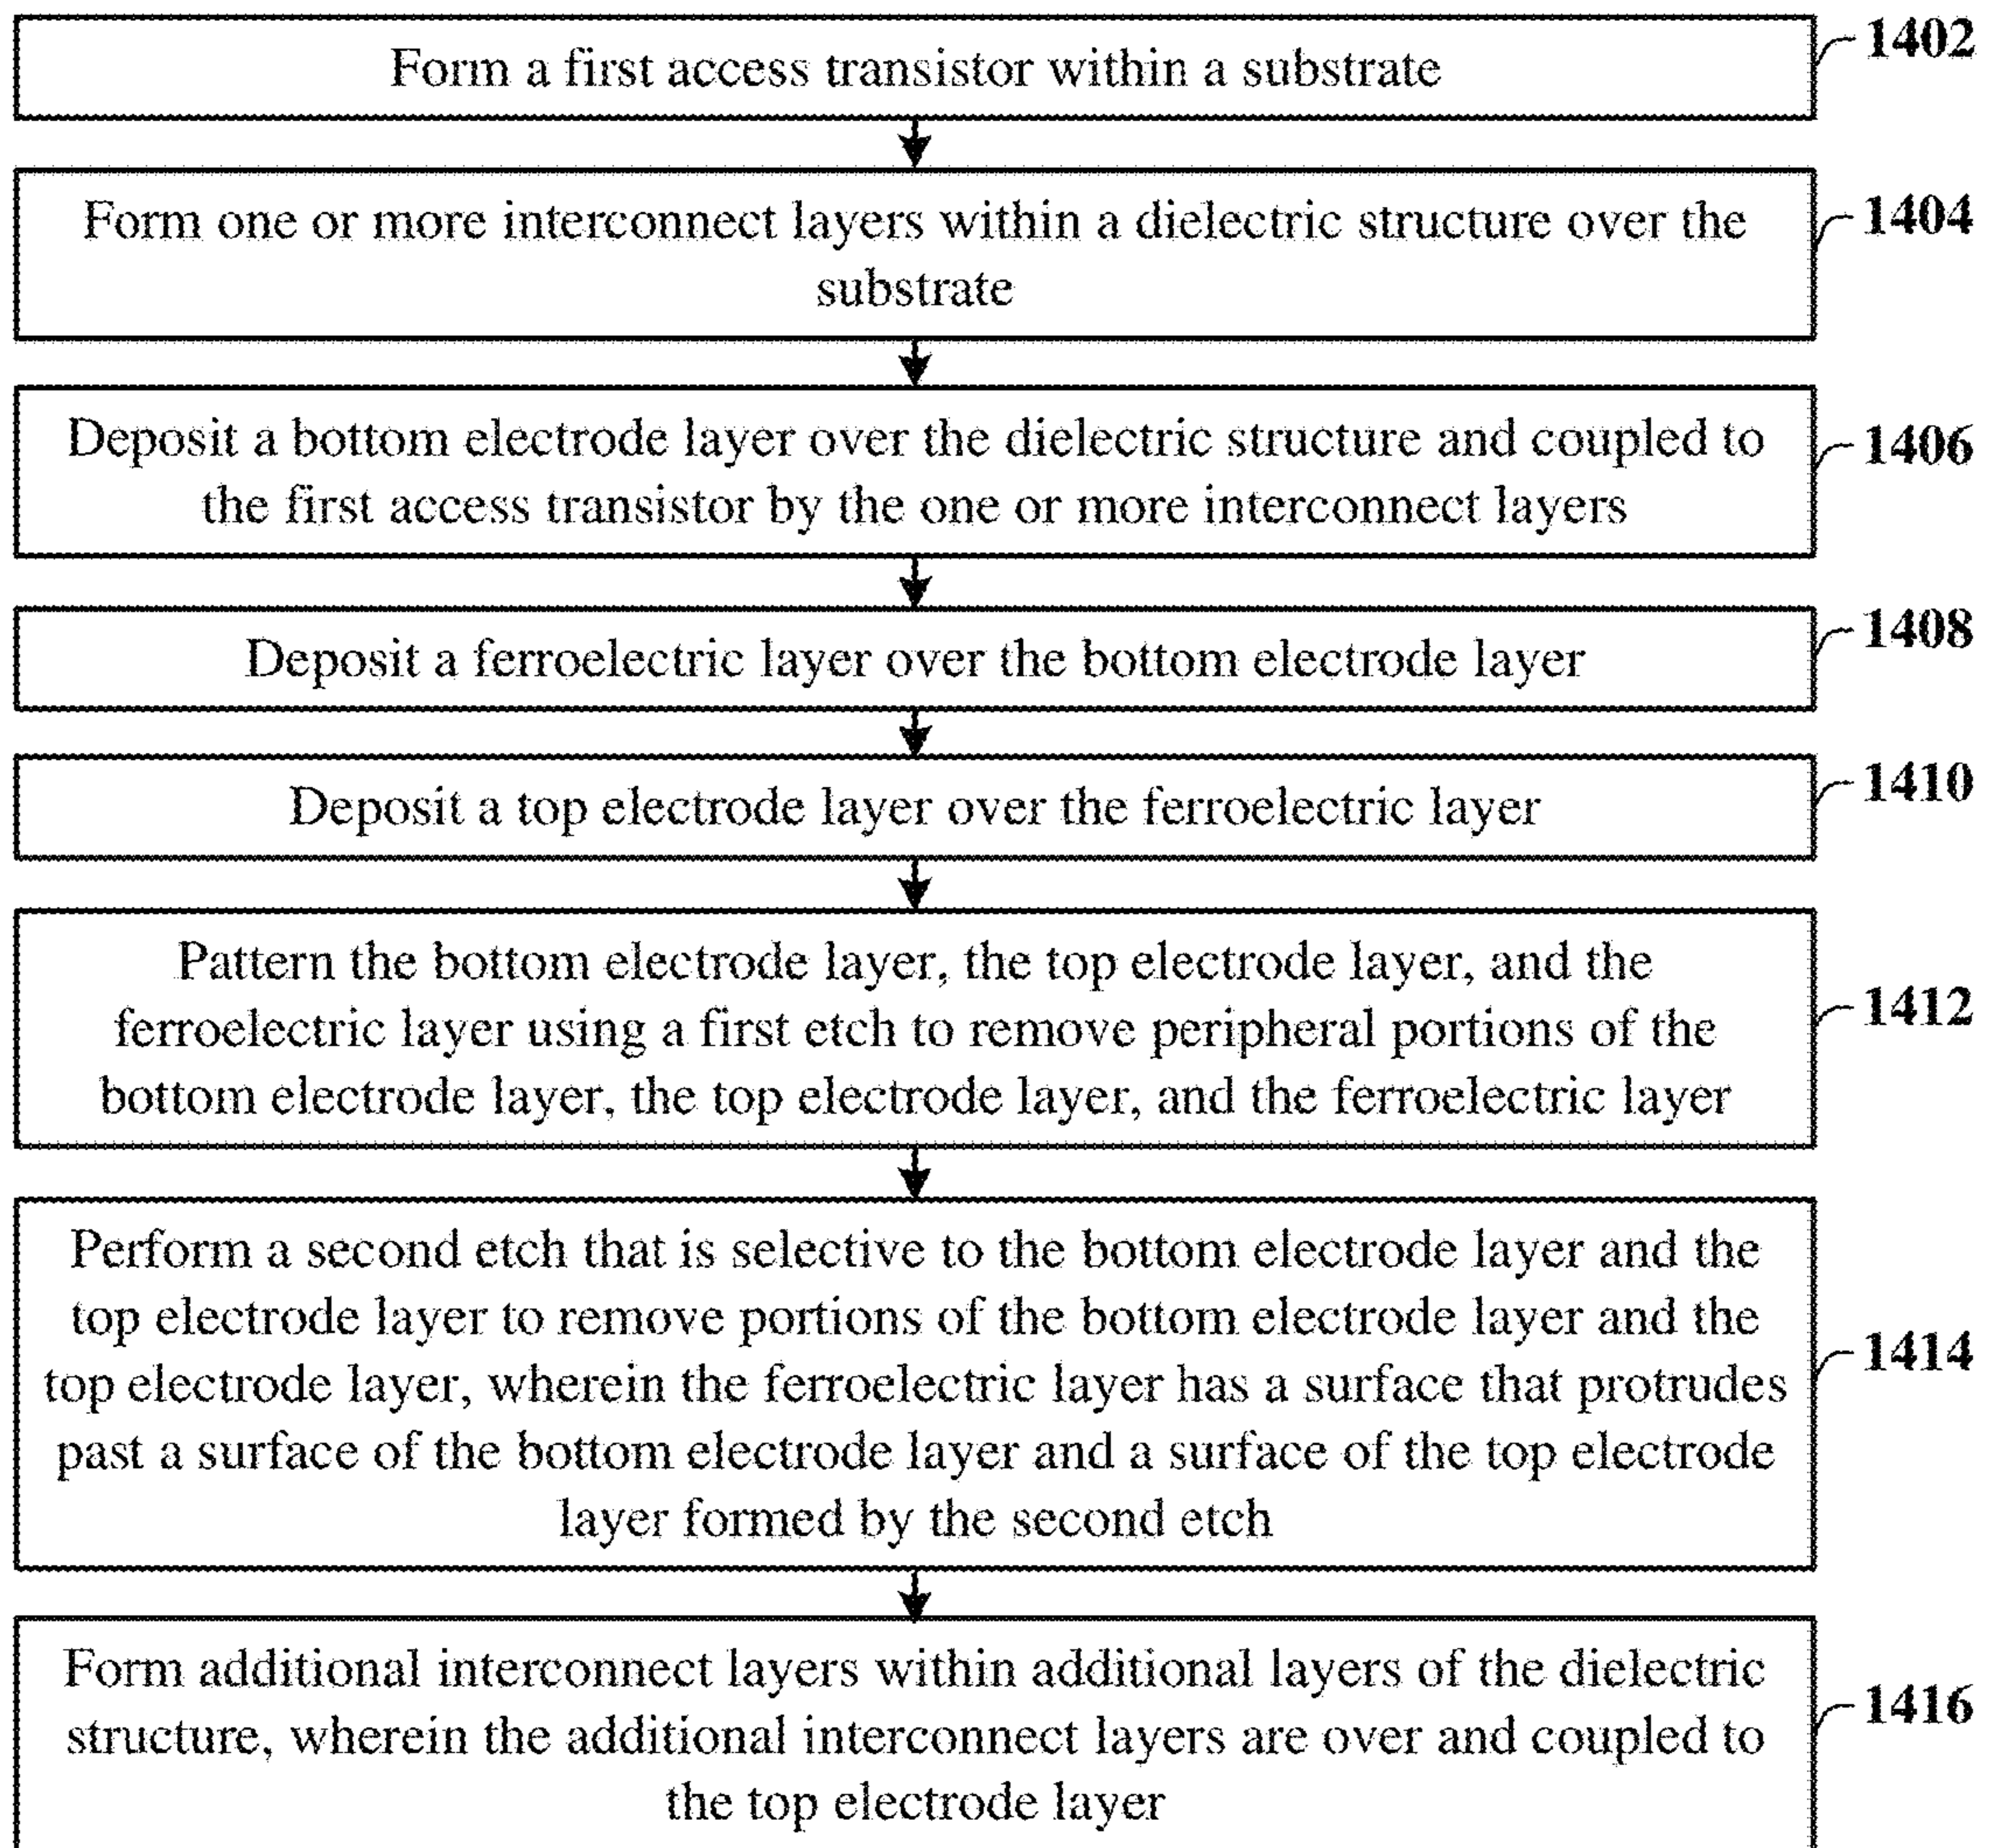 Form a first access transistor within a substrate
1402
Form one or more interconnect layers within a dielectric structure over the
substrate
1404
Deposit a bottom electrode layer over the dielectric structure and coupled to
the first access transistor by the one or more interconnect layers
1406
Deposit a ferroelectric layer over the bottom electrode layer
1408
Deposit a top electrode layer over the ferroelectric layer
1410
Pattern the bottom electrode layer, the top electrode layer, and the
ferroelectric layer using a first etch to remove peripheral portions of the
bottom electrode layer, the top electrode layer, and the ferroelectric layer
1412
Perform a second etch that is selective to the bottom electrode layer and the
top electrode layer to remove portions of the bottom electrode layer and the
top electrode layer, wherein the ferroelectric layer has a surface that protrudes
past a surface of the bottom electrode layer and a surface of the top electrode
layer formed by the second etch
1414
Form additional interconnect layers within additional layers of the dielectric
structure, wherein the additional interconnect layers are over and coupled to
the top electrode layer
1416